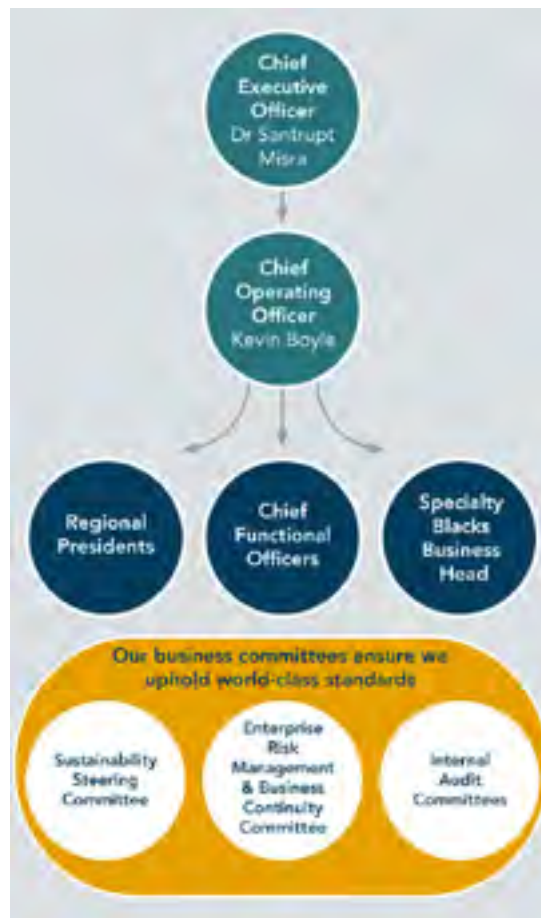 Chief
Executive
Officer
Dr Santrupt
Misra
Chief
Operating
Officer
Kevin Boyle
Regional
Presidents
Chief
Functional
Officers
Specialty
Blacks
Business
Head
Our business committees ensure we
uphold world-class standards
Sustainability
Steering
Committee
Enterprise
Risk
Management
& Business
Continuity
Committee
Internal
Audit
Committees